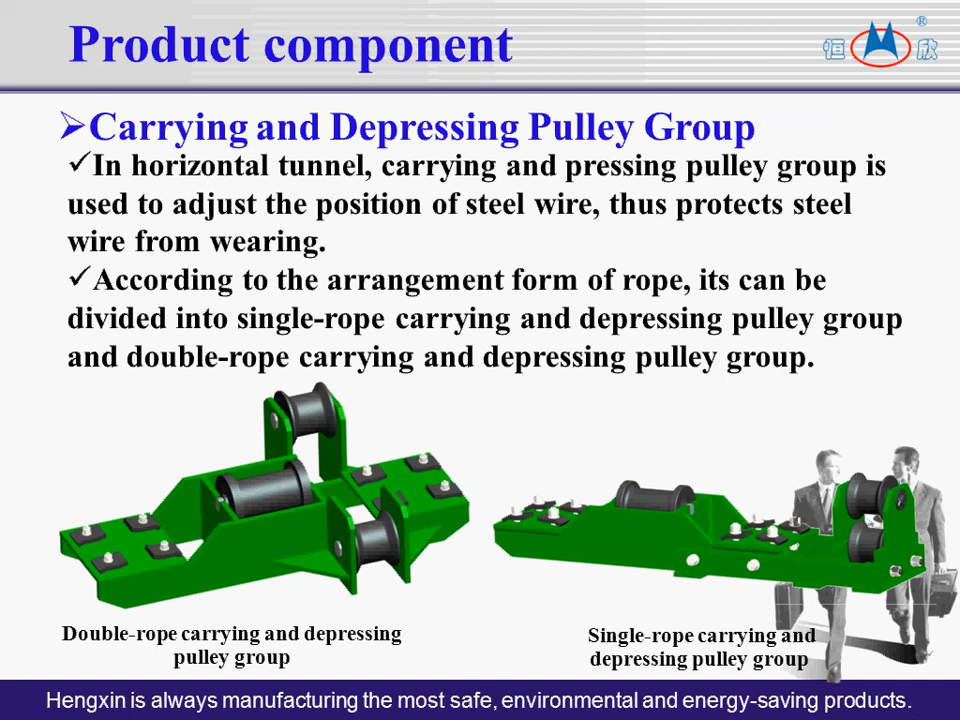 Product component
恒 欣 ®
➢Carrying and Depressing Pulley Group
✓In horizontal tunnel, carrying and pressing pulley group is
used to adjust the position of steel wire, thus protects steel
wire from wearing.
✓According to the arrangement form of rope, its can be
divided into single-rope carrying and depressing pulley group
and double-rope carrying and depressing pulley group.
Double-rope carrying and depressing
pulley group
Single-rope carrying and
depressing pulley group
Hengxin is always manufacturing the most safe, environmental and energy-saving products.